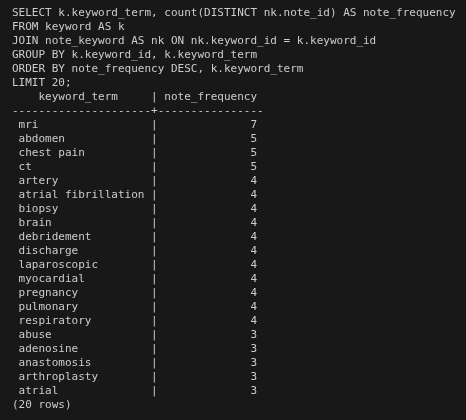 SELECT k.keyword_term, count(DISTINCT nk.note_id) AS note_frequency
FROM keyword AS k
JOIN note_keyword AS nk ON nk.keyword_id = k.keyword_id
GROUP BY k.keyword_id, k.keyword_term
ORDER BY note_frequency DESC, k.keyword_term
LIMIT 20;
    keyword_term     | note_frequency
---------------------+----------------
 mri                 |              7
 abdomen             |              5
 chest pain          |              5
 ct                  |              5
 artery              |              4
 atrial fibrillation |              4
 biopsy              |              4
 brain               |              4
 debridement         |              4
 discharge           |              4
 laparoscopic        |              4
 myocardial          |              4
 pregnancy           |              4
 pulmonary           |              4
 respiratory         |              4
 abuse               |              3
 adenosine           |              3
 anastomosis         |              3
 arthroplasty        |              3
 atrial              |              3
(20 rows)